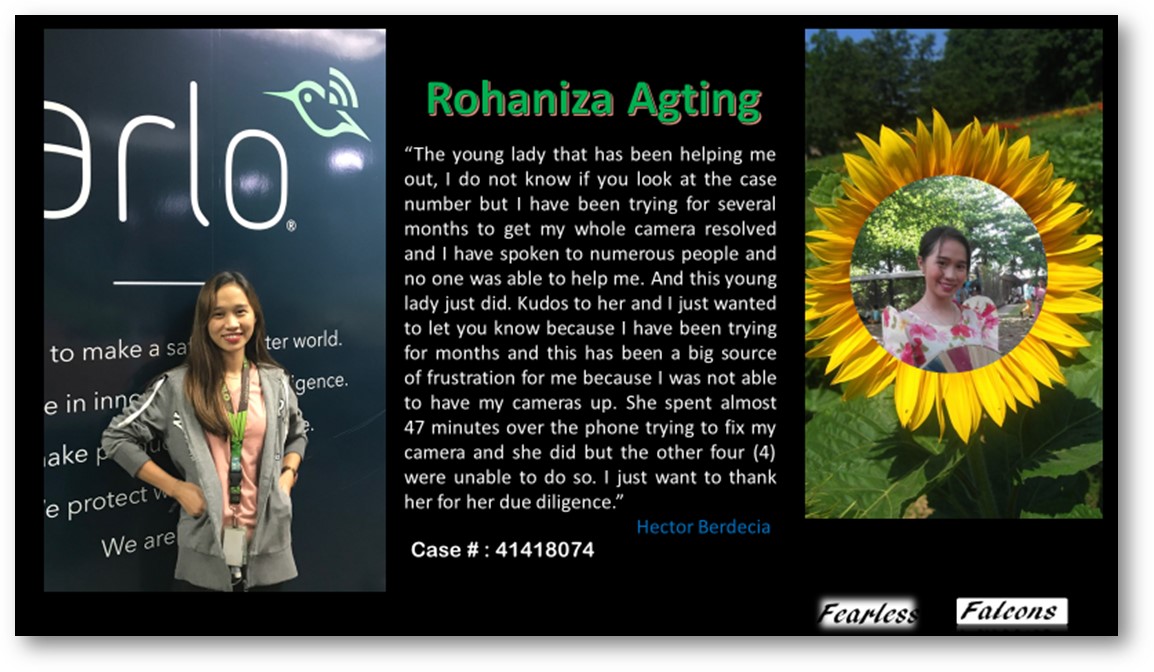 arlo®
to make a sa ter world.
e in inn igence.
ake p e.
e protect w
We are
Rohaniza Agting
“The young lady that has been helping me
out, I do not know if you look at the case
number but I have been trying for several
months to get my whole camera resolved
and I have spoken to numerous people and
no one was able to help me. And this young
lady just did. Kudos to her and I just wanted
to let you know because I have been trying
for months and this has been a big source
of frustration for me because I was not able
to have my cameras up. She spent almost
47 minutes over the phone trying to fix my
camera and she did but the other four (4)
were unable to do so. I just want to thank
her for her due diligence.”
Hector Berdecia
Case # : 41418074
Fearless Falcons